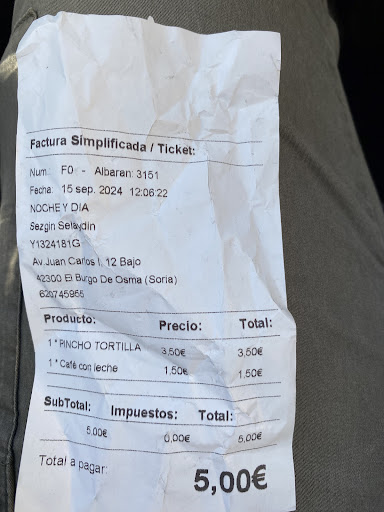 Factura Simplificada / Ticket:
Num: F0 - Albaran: 3151
Fecha: 15 sep. 2024 12:06:22
NOCHE Y DIA
Sezgin Selaydin
Y1324181G
Av.Juan Carlos I, 12 Bajo
42300 El Burgo De Osma (Soria)
620745965
Producto: Precio: Total:
1 * PINCHO TORTILLA 3,50€ 3,50€
1 * Café con leche 1,50€ 1,50€
SubTotal: Impuestos: Total:
5,00€ 0,00€ 5,00€
Total a pagar: 5,00€